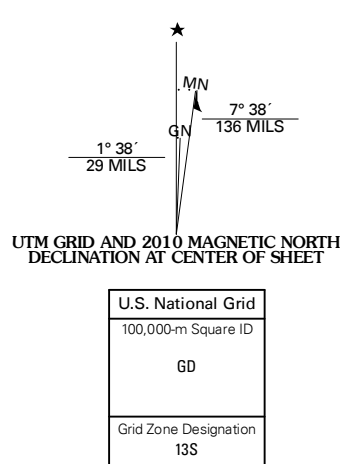 MN
7° 38´
136 MILS
GN
1° 38´
29 MILS
UTM GRID AND 2010 MAGNETIC NORTH
DECLINATION AT CENTER OF SHEET
U.S. National Grid
100,000-m Square ID
GD
Grid Zone Designation
13S